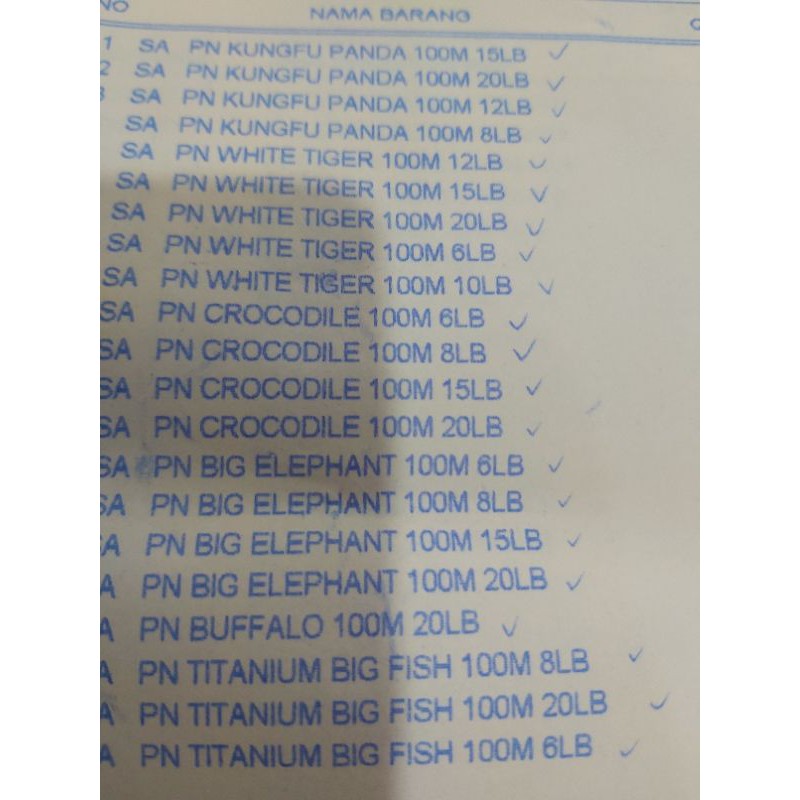 NO NAMA BARANG
1 SA PN KUNGFU PANDA 100M 15LB
2 SA PN KUNGFU PANDA 100M 20LB
3 SA PN KUNGFU PANDA 100M 12LB
SA PN KUNGFU PANDA 100M 8LB
SA PN WHITE TIGER 100M 12LB
SA PN WHITE TIGER 100M 15LB
SA PN WHITE TIGER 100M 20LB
SA PN WHITE TIGER 100M 6LB
SA PN WHITE TIGER 100M 10LB
SA PN CROCODILE 100M 6LB
SA PN CROCODILE 100M 8LB
SA PN CROCODILE 100M 15LB
SA PN CROCODILE 100M 20LB
SA PN BIG ELEPHANT 100M 6LB
SA PN BIG ELEPHANT 100M 8LB
A PN BIG ELEPHANT 100M 15LB
A PN BIG ELEPHANT 100M 20LB
A PN BUFFALO 100M 20LB
A PN TITANIUM BIG FISH 100M 8LB
A PN TITANIUM BIG FISH 100M 20LB
A PN TITANIUM BIG FISH 100M 6LB